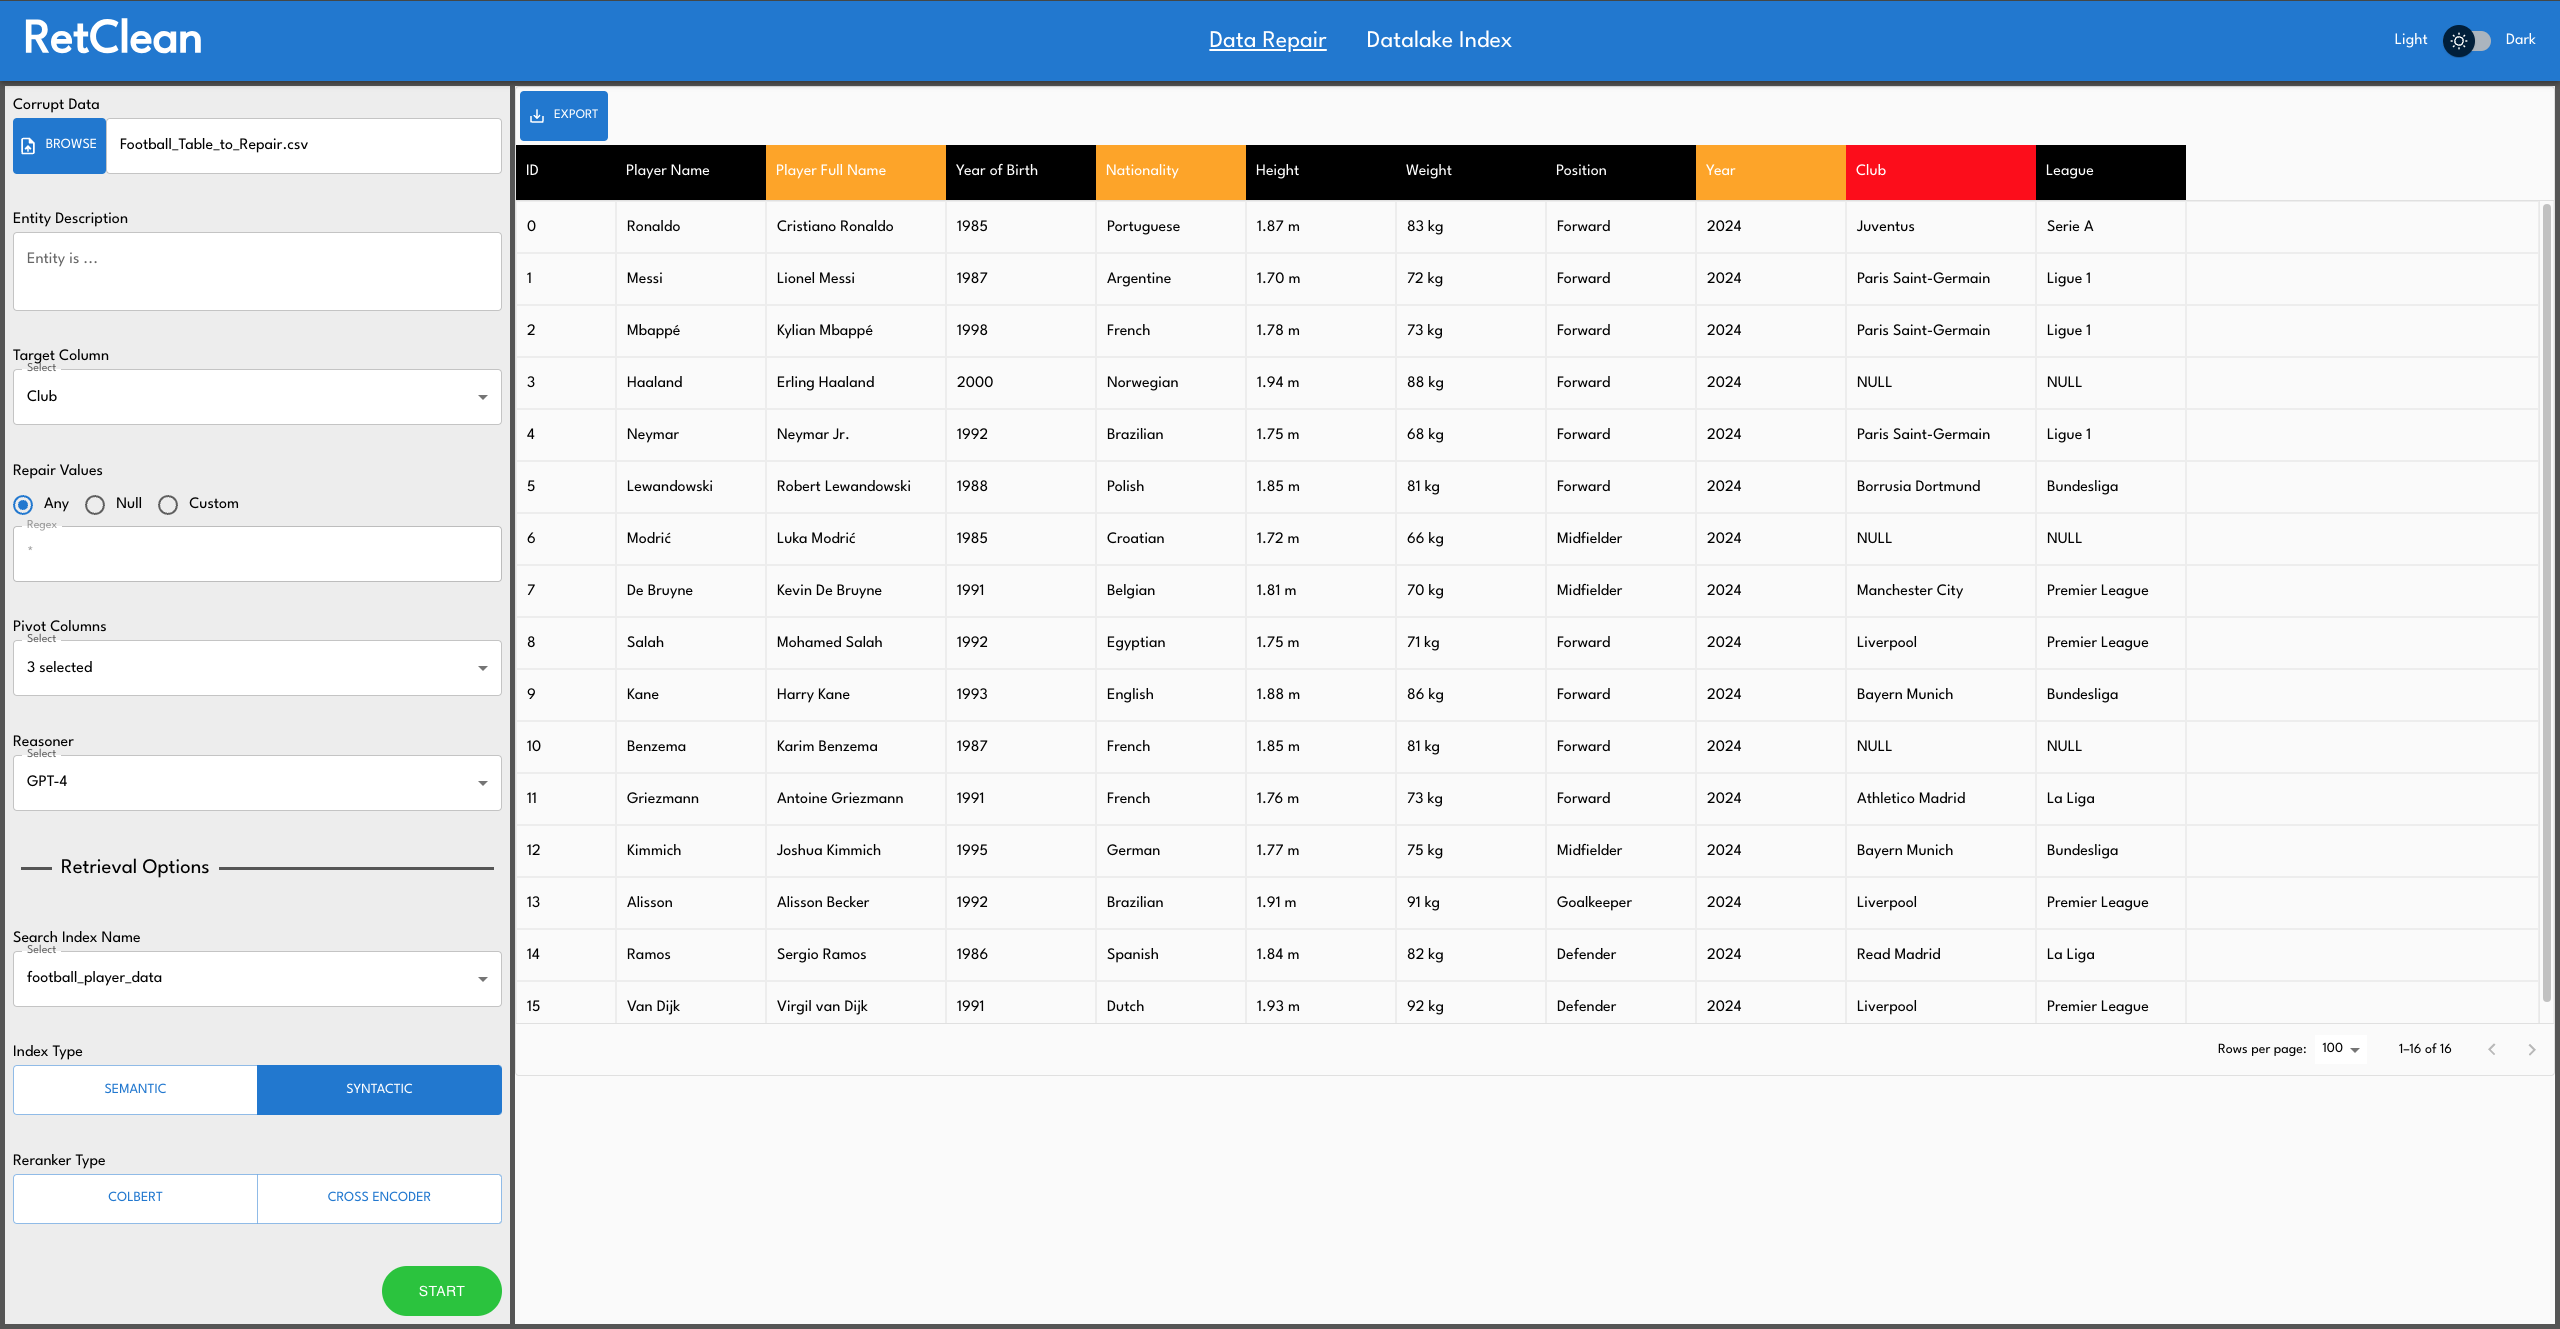 RetClean
Data Repair Datalake Index
Light Dark
Corrupt Data
BROWSE Football_Table_to_Repair.csv
Entity Description
Entity is ...
Target Column
Select
Club
Repair Values
Any Null Custom
Regex
*
Pivot Columns
Select
3 selected
Reasoner
Select
GPT-4
Retrieval Options
Search Index Name
Select
football_player_data
Index Type
SEMANTIC SYNTACTIC
Reranker Type
COLBERT CROSS ENCODER
START
EXPORT
ID Player Name Player Full Name Year of Birth Nationality Height Weight Position Year Club League
0 Ronaldo Cristiano Ronaldo 1985 Portuguese 1.87 m 83 kg Forward 2024 Juventus Serie A
1 Messi Lionel Messi 1987 Argentine 1.70 m 72 kg Forward 2024 Paris Saint-Germain Ligue 1
2 Mbappé Kylian Mbappé 1998 French 1.78 m 73 kg Forward 2024 Paris Saint-Germain Ligue 1
3 Haaland Erling Haaland 2000 Norwegian 1.94 m 88 kg Forward 2024 NULL NULL
4 Neymar Neymar Jr. 1992 Brazilian 1.75 m 68 kg Forward 2024 Paris Saint-Germain Ligue 1
5 Lewandowski Robert Lewandowski 1988 Polish 1.85 m 81 kg Forward 2024 Borrusia Dortmund Bundesliga
6 Modrić Luka Modrić 1985 Croatian 1.72 m 66 kg Midfielder 2024 NULL NULL
7 De Bruyne Kevin De Bruyne 1991 Belgian 1.81 m 70 kg Midfielder 2024 Manchester City Premier League
8 Salah Mohamed Salah 1992 Egyptian 1.75 m 71 kg Forward 2024 Liverpool Premier League
9 Kane Harry Kane 1993 English 1.88 m 86 kg Forward 2024 Bayern Munich Bundesliga
10 Benzema Karim Benzema 1987 French 1.85 m 81 kg Forward 2024 NULL NULL
11 Griezmann Antoine Griezmann 1991 French 1.76 m 73 kg Forward 2024 Athletico Madrid La Liga
12 Kimmich Joshua Kimmich 1995 German 1.77 m 75 kg Midfielder 2024 Bayern Munich Bundesliga
13 Alisson Alisson Becker 1992 Brazilian 1.91 m 91 kg Goalkeeper 2024 Liverpool Premier League
14 Ramos Sergio Ramos 1986 Spanish 1.84 m 82 kg Defender 2024 Read Madrid La Liga
15 Van Dijk Virgil van Dijk 1991 Dutch 1.93 m 92 kg Defender 2024 Liverpool Premier League
Rows per page: 100 1–16 of 16